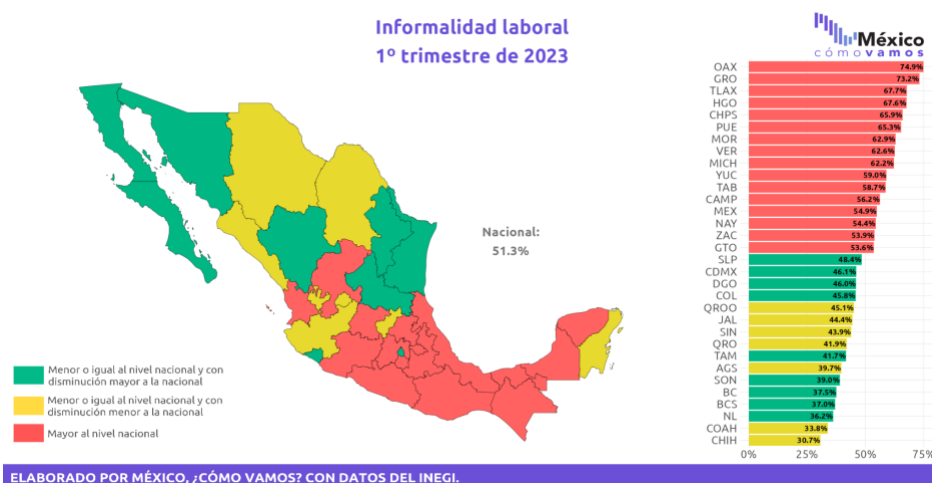 Informalidad laboral
1º trimestre de 2023
México
cómovamos
OAX 74.9%
GRO 73.2%
TLAX 67.7%
HGO 67.6%
CHPS 65.9%
PUE 65.3%
MOR 62.9%
VER 62.6%
MICH 62.2%
YUC 59.0%
TAB 58.7%
CAMP 56.2%
MEX 54.9%
NAY 54.4%
ZAC 53.9%
GTO 53.6%
SLP 48.4%
CDMX 46.1%
DGO 46.0%
COL 45.8%
QROO 45.1%
JAL 44.4%
SIN 43.9%
QRO 41.9%
TAM 41.7%
AGS 39.7%
SON 39.0%
BC 37.5%
BCS 37.0%
NL 36.2%
COAH 33.8%
CHIH 30.7%
0% 25% 50% 75%
Nacional:
51.3%
Menor o igual al nivel nacional y con
disminución mayor a la nacional
Menor o igual al nivel nacional y con
disminución menor a la nacional
Mayor al nivel nacional
ELABORADO POR MÉXICO, ¿CÓMO VAMOS? CON DATOS DEL INEGI.